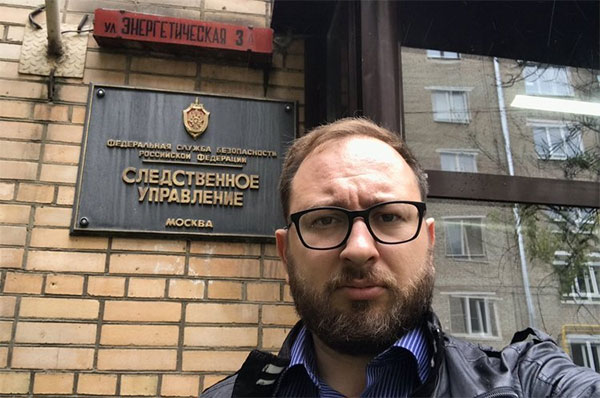 УЛ. ЭНЕРГЕТИЧЕСКАЯ 3
ФЕДЕРАЛЬНАЯ СЛУЖБА БЕЗОПАСНОСТИ
РОССИЙСКОЙ ФЕДЕРАЦИИ
СЛЕДСТВЕННОЕ
УПРАВЛЕНИЕ
МОСКВА